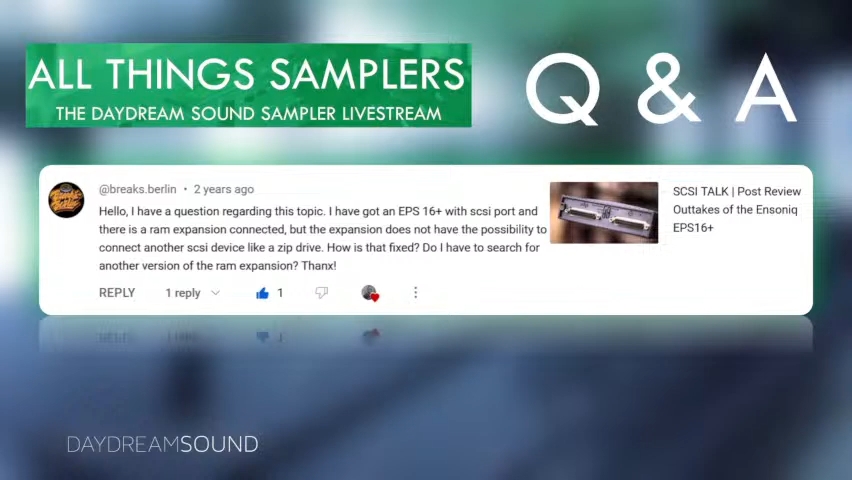 ALL THINGS SAMPLERS
THE DAYDREAM SOUND SAMPLER LIVESTREAM
Q & A
@breaks.berlin • 2 years ago
Hello, I have a question regarding this topic. I have got an EPS 16+ with scsi port and
there is a ram expansion connected, but the expansion does not have the possibility to
connect another scsi device like a zip drive. How is that fixed? Do I have to search for
another version of the ram expansion? Thanx!
SCSI TALK | Post Review
Outtakes of the Ensoniq
EPS16+
REPLY 1 reply 1
DAYDREAMSOUND